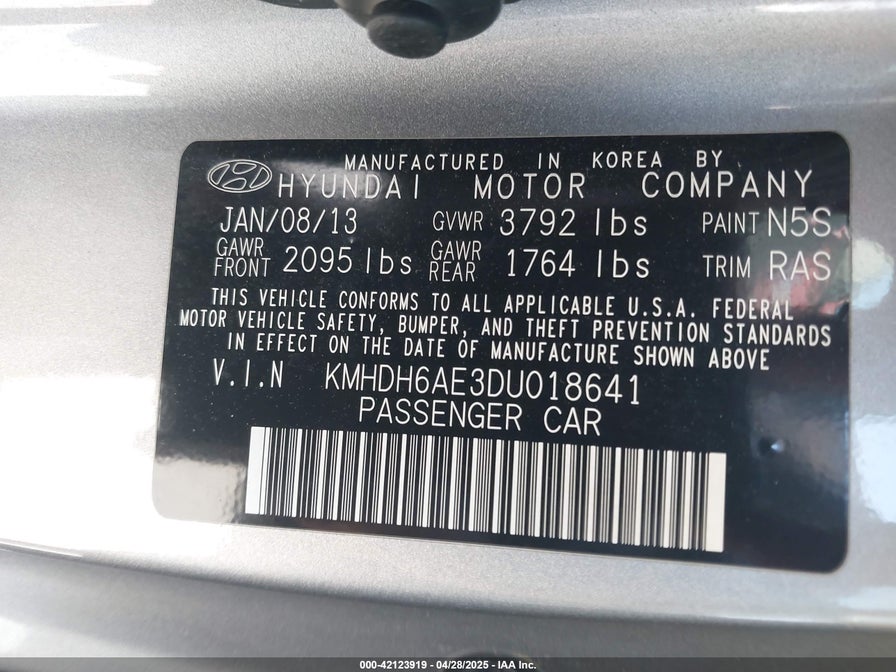 MANUFACTURED IN KOREA BY
HYUNDAI MOTOR COMPANY
JAN/08/13 GVWR 3792 lbs PAINT N5S
GAWR FRONT 2095 lbs GAWR REAR 1764 lbs TRIM RAS
THIS VEHICLE CONFORMS TO ALL APPLICABLE U.S.A. FEDERAL
MOTOR VEHICLE SAFETY, BUMPER, AND THEFT PREVENTION STANDARDS
IN EFFECT ON THE DATE OF MANUFACTURE SHOWN ABOVE
V.I.N KMHDH6AE3DU018641
PASSENGER CAR
000-42123919 - 04/28/2025 - IAA Inc.